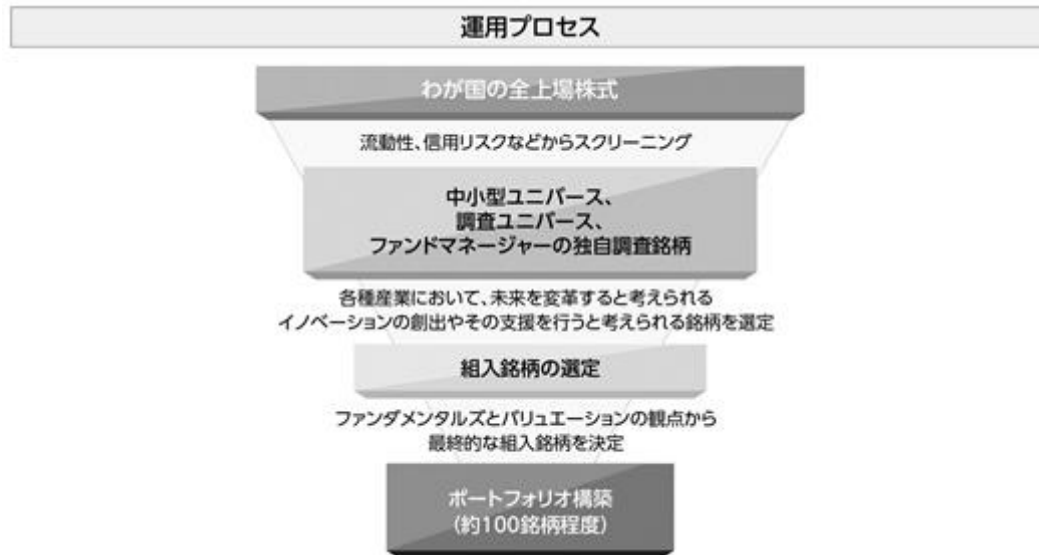 運用プロセス
わが国の全上場株式
流動性、信用リスクなどからスクリーニング
中小型ユニバース、
調査ユニバース、
ファンドマネージャーの独自調査銘柄
各種産業において、未来を変革すると考えられる
イノベーションの創出やその支援を行うと考えられる銘柄を選定
組入銘柄の選定
ファンダメンタルズとバリュエーションの観点から
最終的な組入銘柄を決定
ポートフォリオ構築
(約100銘柄程度)